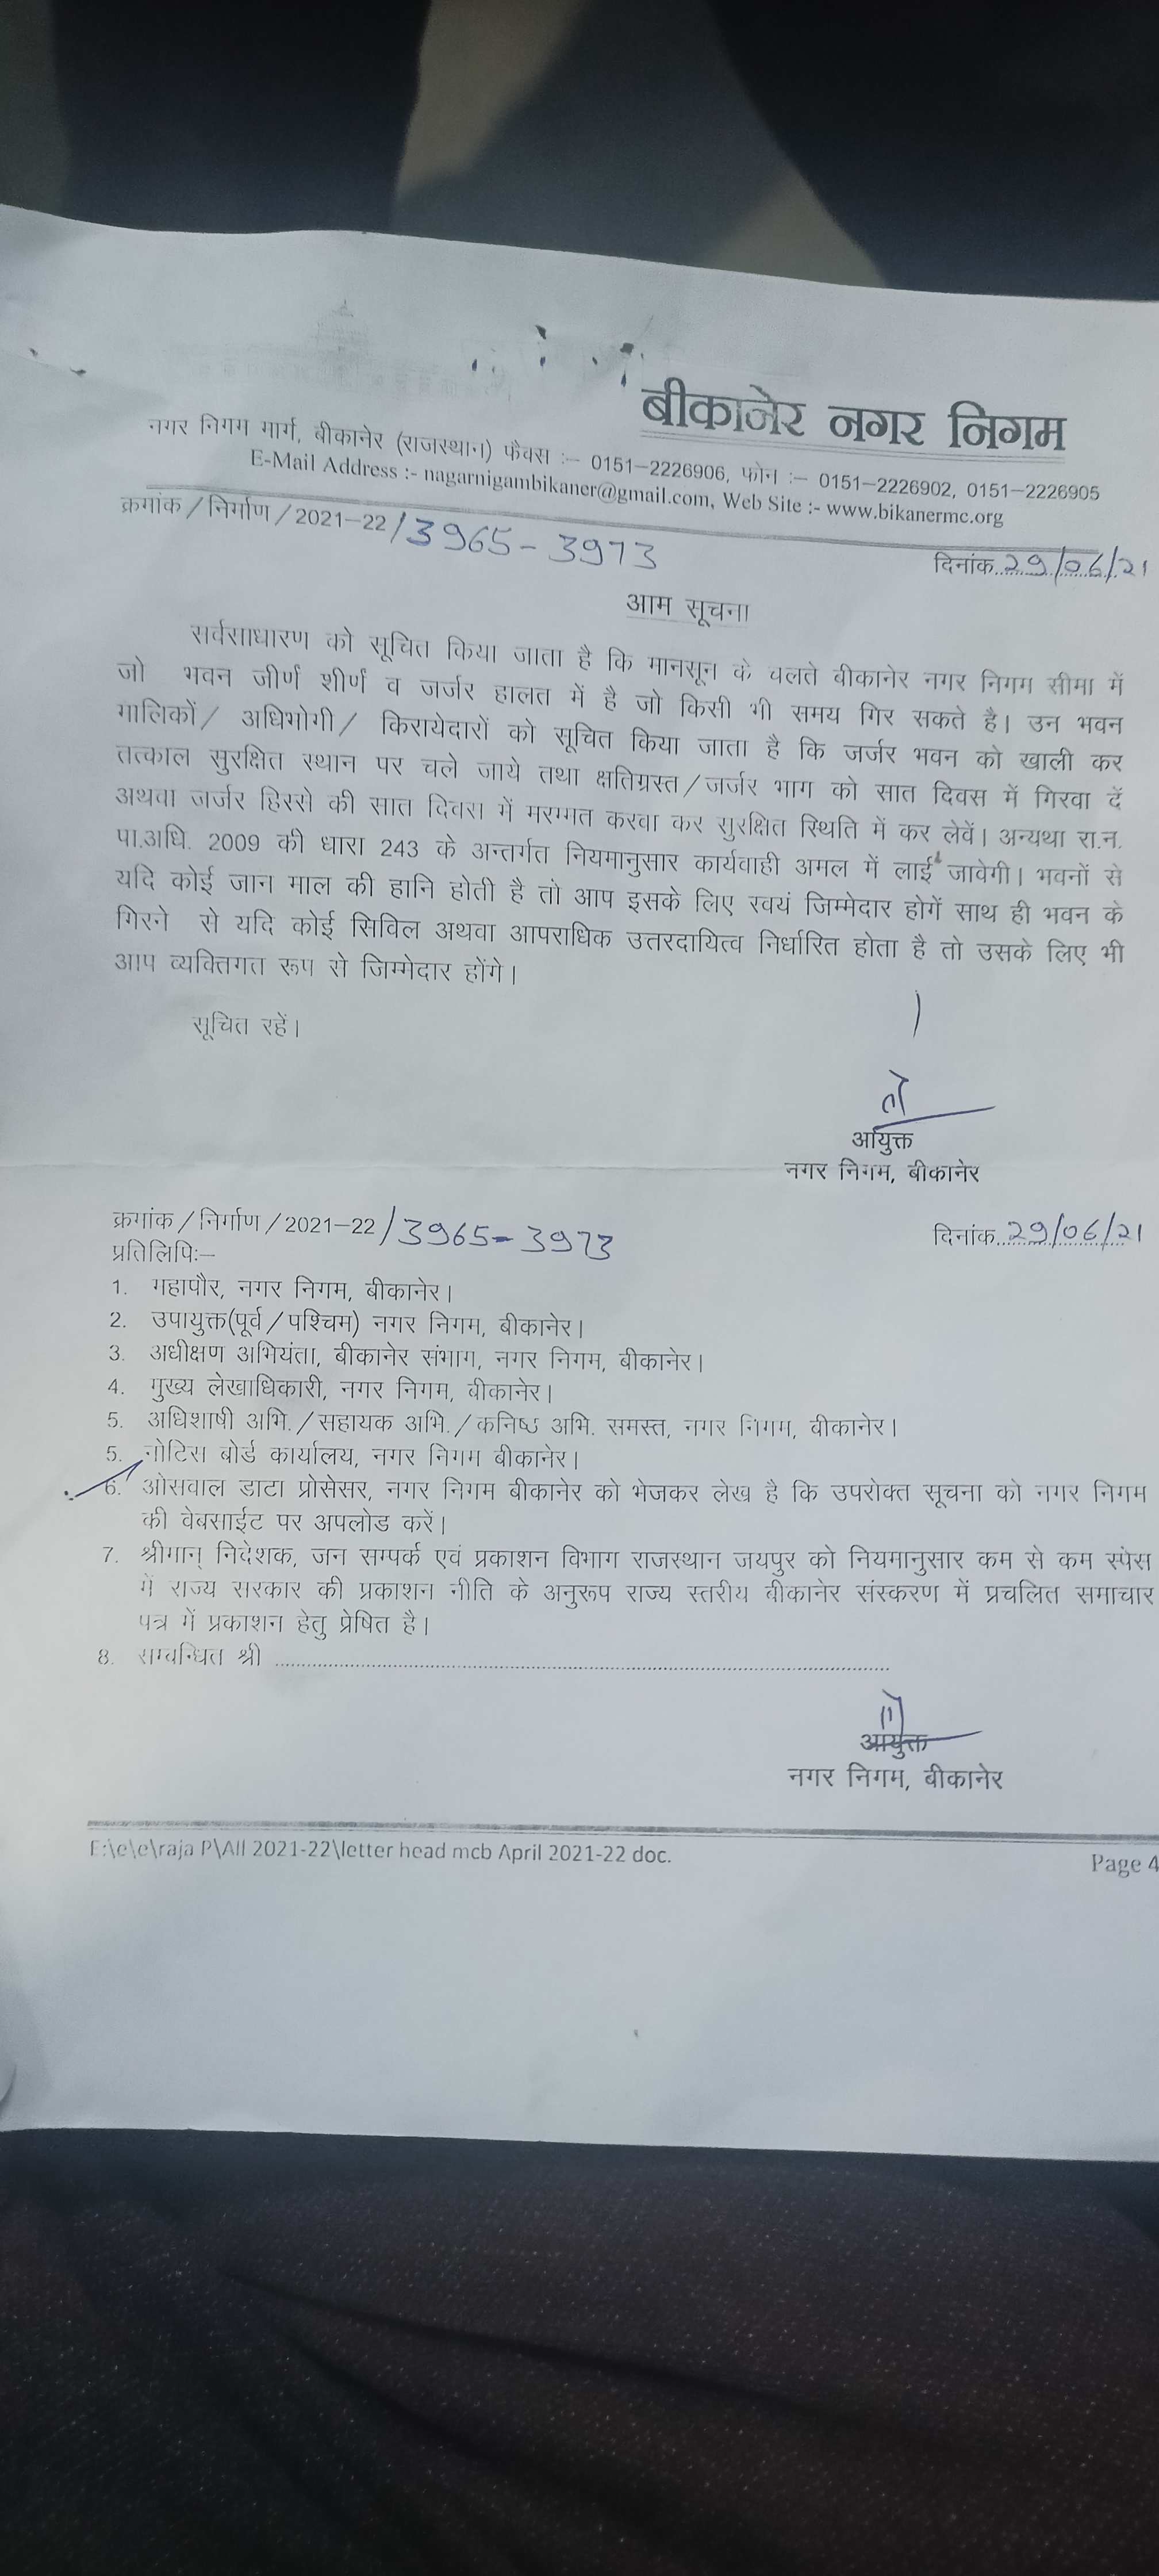 बीकानेर नगर निगम
नगर निगम मार्ग, बीकानेर (राजस्थान) फैक्स :– 0151–2226906, फोन :– 0151–2226902, 0151–2226905
E-Mail Address :- nagarnigambikaner@gmail.com, Web Site :- www.bikanermc.org
क्रमांक/निर्माण/2021–22/3965-3973
दिनांक..29/06/21
आम सूचना
सर्वसाधारण को सूचित किया जाता है कि मानसून के चलते बीकानेर नगर निगम सीमा में
जो भवन जीर्ण शीर्ण व जर्जर हालत में है जो किसी भी समय गिर सकते है। उन भवन
मालिकों/ अधिभोगी/ किरायेदारों को सूचित किया जाता है कि जर्जर भवन को खाली कर
तत्काल सुरक्षित स्थान पर चले जाये तथा क्षतिग्रस्त/जर्जर भाग को सात दिवस में गिरवा दें
अथवा जर्जर हिस्से की सात दिवस में मरम्मत करवा कर सुरक्षित स्थिति में कर लेवें। अन्यथा रा.न.
पा.अधि. 2009 की धारा 243 के अन्तर्गत नियमानुसार कार्यवाही अमल में लाई जावेगी। भवनों से
यदि कोई जान माल की हानि होती है तो आप इसके लिए स्वयं जिम्मेदार होगें साथ ही भवन के
गिरने से यदि कोई सिविल अथवा आपराधिक उत्तरदायित्व निर्धारित होता है तो उसके लिए भी
आप व्यक्तिगत रूप से जिम्मेदार होंगे।
सूचित रहें।
आयुक्त
नगर निगम, बीकानेर
क्रमांक/निर्माण/2021–22/3965-3973
दिनांक..29/06/21
प्रतिलिपिः–
1. महापौर, नगर निगम, बीकानेर।
2. उपायुक्त(पूर्व/पश्चिम) नगर निगम, बीकानेर।
3. अधीक्षण अभियंता, बीकानेर संभाग, नगर निगम, बीकानेर।
4. मुख्य लेखाधिकारी, नगर निगम, बीकानेर।
5. अधिशाषी अभि./सहायक अभि./कनिष्ठ अभि. समस्त, नगर निगम, बीकानेर।
5. नोटिस बोर्ड कार्यालय, नगर निगम बीकानेर।
6. ओसवाल डाटा प्रोसेसर, नगर निगम बीकानेर को भेजकर लेख है कि उपरोक्त सूचना को नगर निगम
की वेबसाईट पर अपलोड करें।
7. श्रीमान् निदेशक, जन सम्पर्क एवं प्रकाशन विभाग राजस्थान जयपुर को नियमानुसार कम से कम स्पेस
में राज्य सरकार की प्रकाशन नीति के अनुरूप राज्य स्तरीय बीकानेर संस्करण में प्रचलित समाचार
पत्र में प्रकाशन हेतु प्रेषित है।
8. सम्बन्धित श्री ..........................................................
आयुक्त
नगर निगम, बीकानेर
E:\e\e\raja P\All 2021-22\letter head mcb April 2021-22 doc.
Page 4